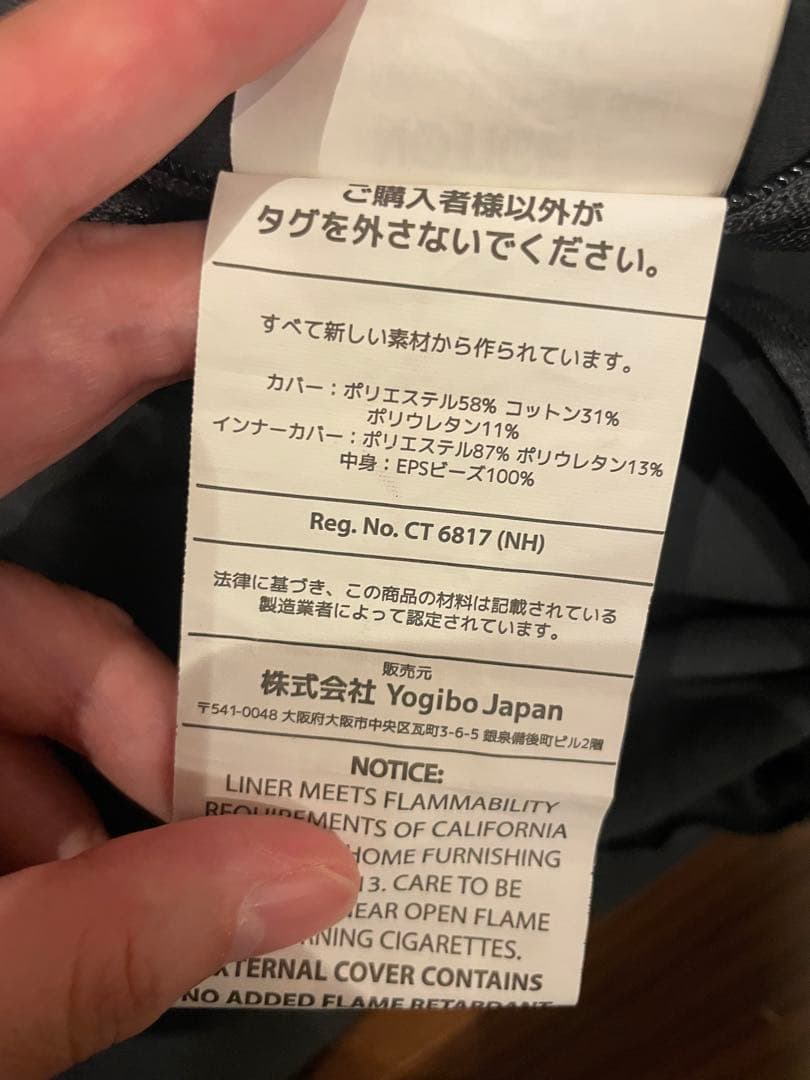 ご購入者様以外が
タグを外さないでください。
すべて新しい素材から作られています。
カバー：ポリエステル58% コットン31%
ポリウレタン11%
インナーカバー：ポリエステル87% ポリウレタン13%
中身：EPSビーズ100%
Reg. No. CT 6817 (NH)
法律に基づき、この商品の材料は記載されている
製造業者によって認定されています。
販売元
株式会社 Yogibo Japan
〒541-0048 大阪府大阪市中央区瓦町3-6-5 銀泉備後町ビル2階
NOTICE:
LINER MEETS FLAMMABILITY
REQUIREMENTS OF CALIFORNIA
HOME FURNISHING
13. CARE TO BE
OPEN FLAME
CIGARETTES.
EXTERNAL COVER CONTAINS
NO ADDED FLAME RETARDANT